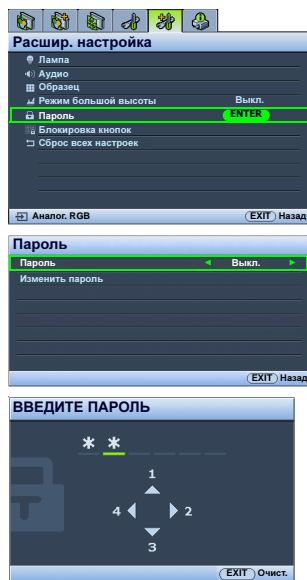 Расшир. настройка
Лампа
Аудио
Образец
Режим большой высоты Выкл.
Пароль ENTER
Блокировка кнопок
Сброс всех настроек
Аналог. RGB EXIT Назад
Пароль
Пароль Выкл.
Изменить пароль
EXIT Назад
ВВЕДИТЕ ПАРОЛЬ
* *
1
4 2
3
EXIT Очист.